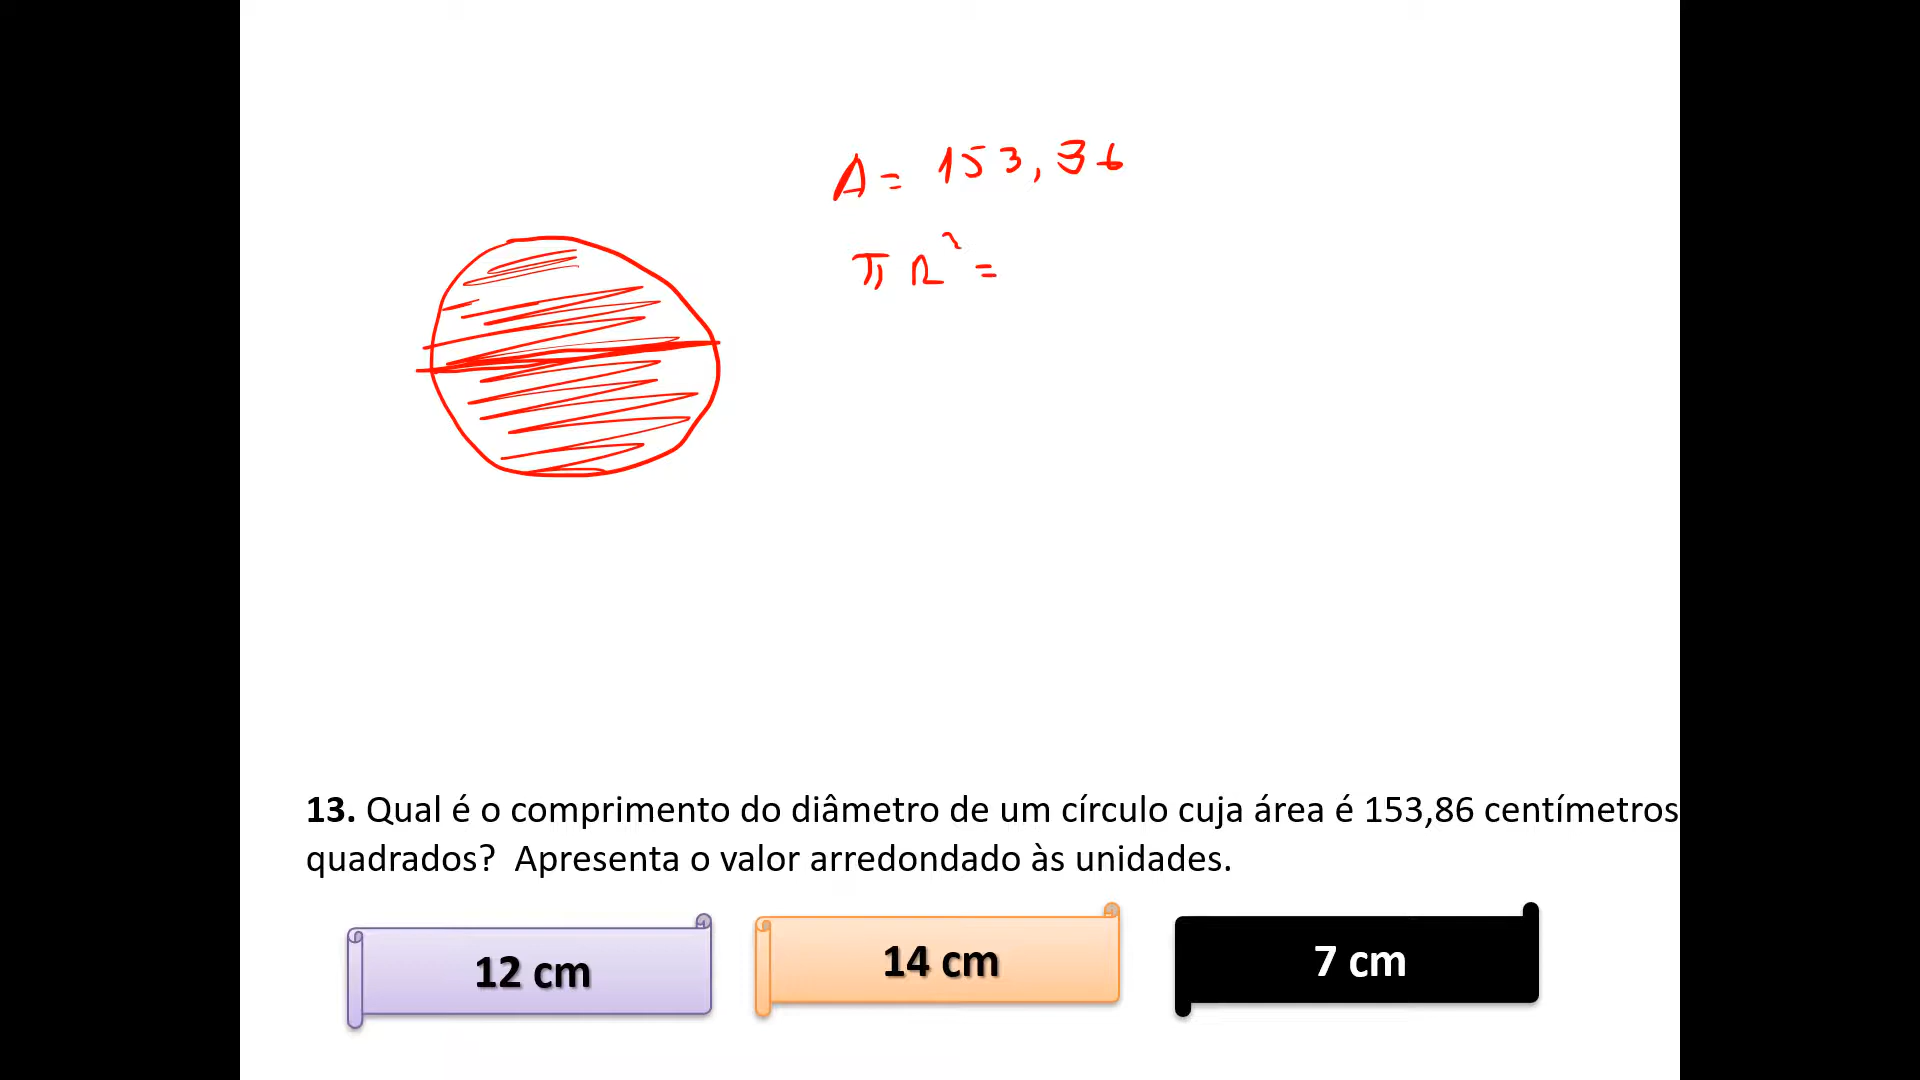 A = 153,86
π R² =
13. Qual é o comprimento do diâmetro de um círculo cuja área é 153,86 centímetros
quadrados? Apresenta o valor arredondado às unidades.
12 cm
14 cm
7 cm